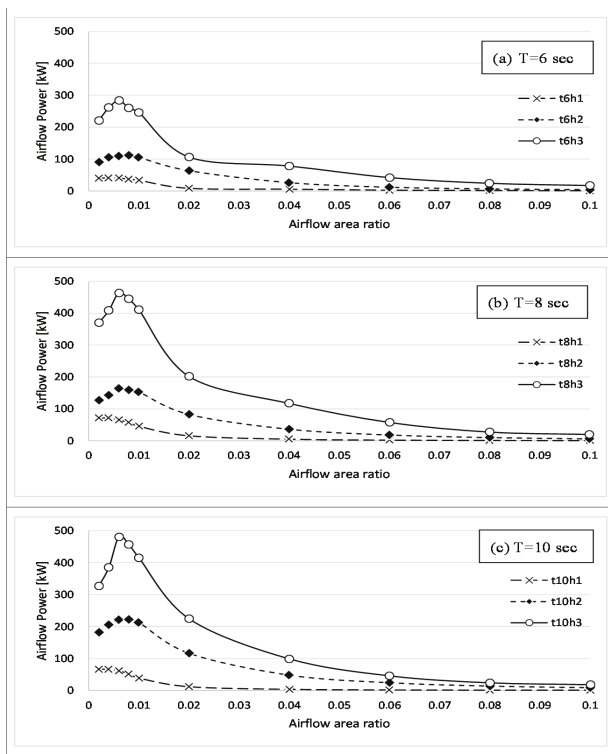 500
400
300
200
100
0
Airflow Power [kW]
0 0.01 0.02 0.03 0.04 0.05 0.06 0.07 0.08 0.09 0.1
Airflow area ratio
(a) T=6 sec
t6h1
t6h2
t6h3
500
400
300
200
100
0
Airflow Power [kW]
0 0.01 0.02 0.03 0.04 0.05 0.06 0.07 0.08 0.09 0.1
Airflow area ratio
(b) T=8 sec
t8h1
t8h2
t8h3
500
400
300
200
100
0
Airflow Power [kW]
0 0.01 0.02 0.03 0.04 0.05 0.06 0.07 0.08 0.09 0.1
Airflow area ratio
(c) T=10 sec
t10h1
t10h2
t10h3